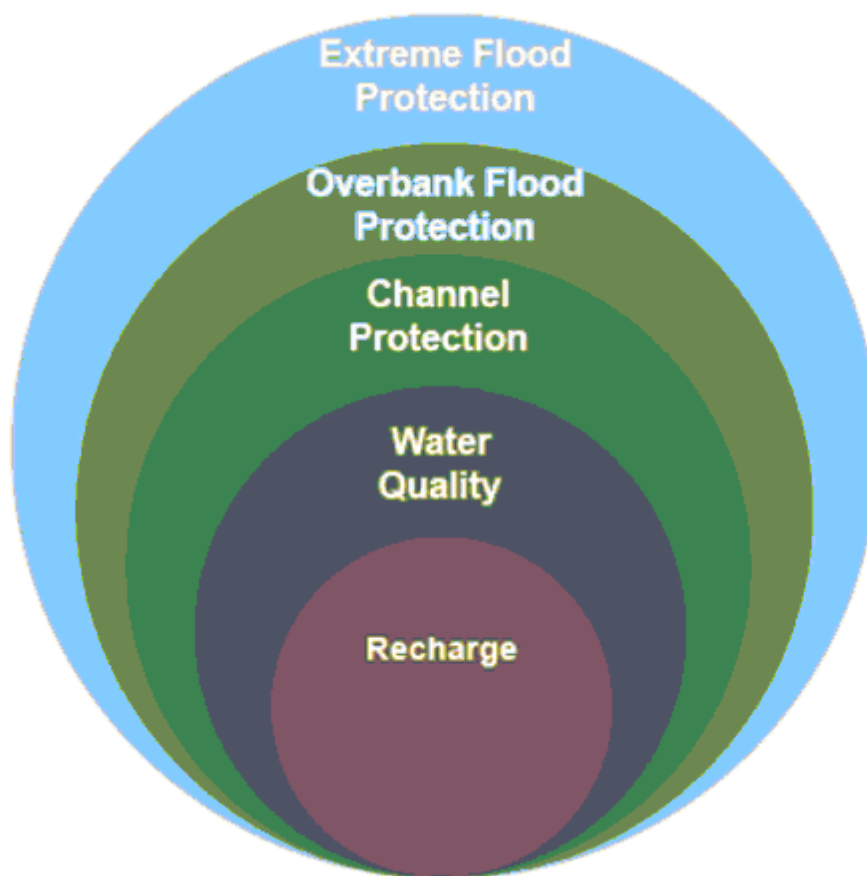 Extreme Flood
Protection
Overbank Flood
Protection
Channel
Protection
Water
Quality
Recharge